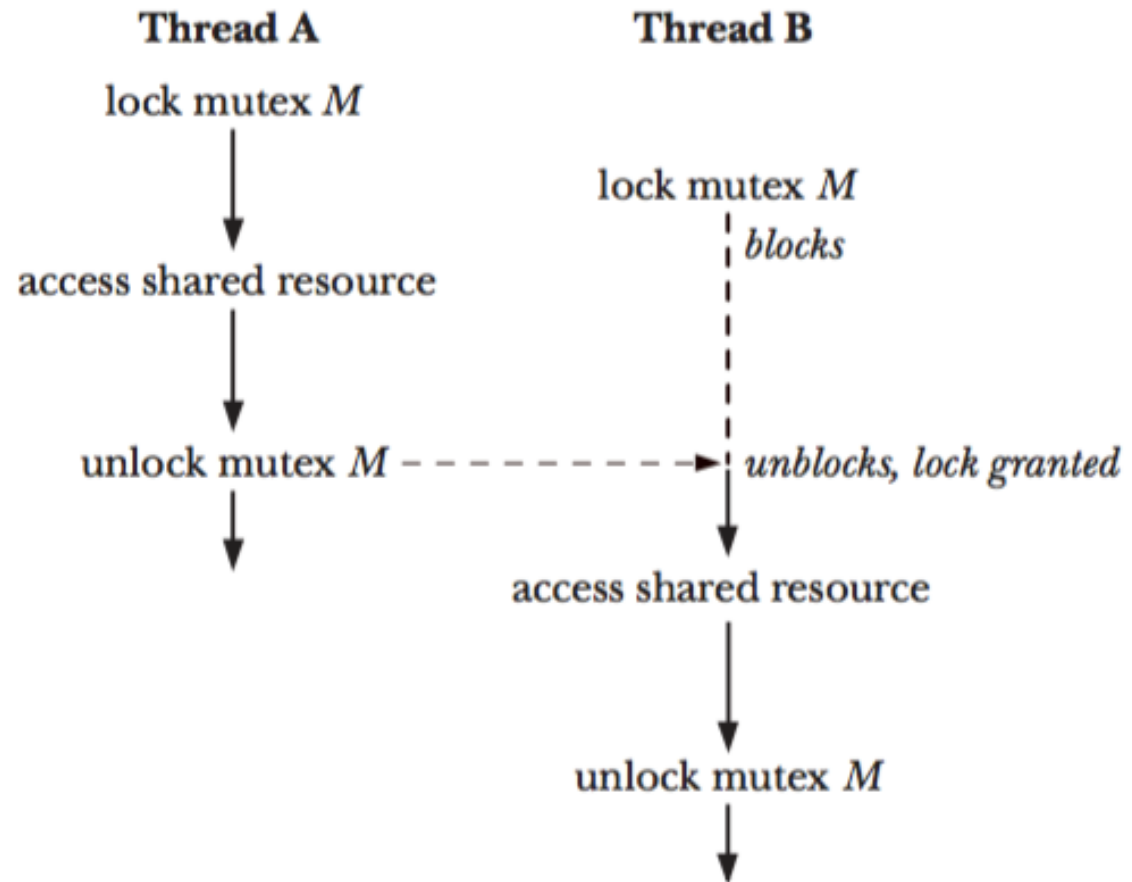 Thread A
Thread B
lock mutex M
lock mutex M
blocks
access shared resource
unlock mutex M
unblocks, lock granted
access shared resource
unlock mutex M